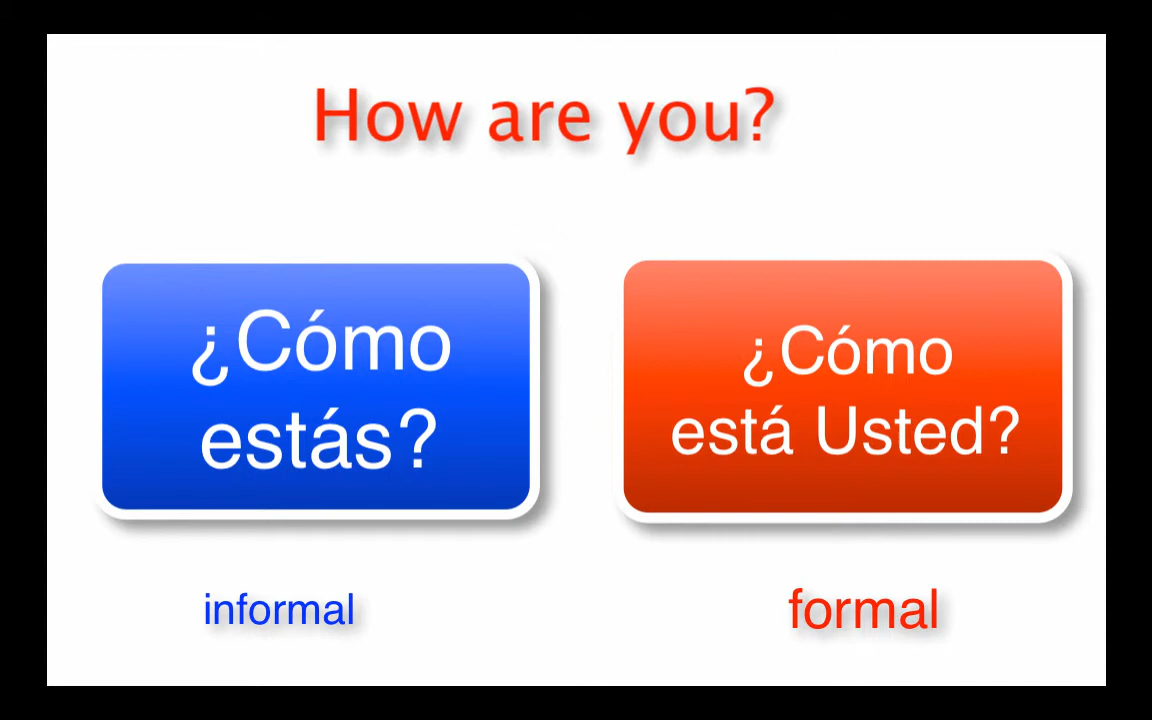 How are you?
¿Cómo
estás?
¿Cómo
está Usted?
informal
formal